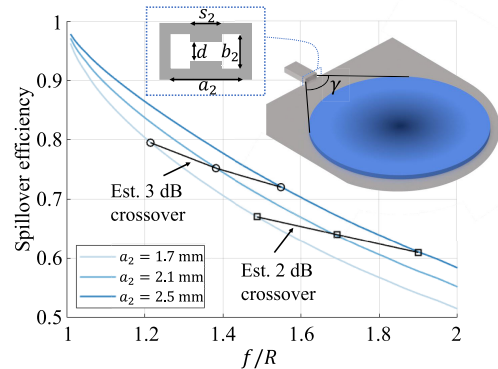 s₂
d
b₂
a₂
γ
Spillover efficiency
1
0.9
0.8
0.7
0.6
0.5
Est. 3 dB
crossover
Est. 2 dB
crossover
a₂ = 1.7 mm
a₂ = 2.1 mm
a₂ = 2.5 mm
1
1.2
1.4
1.6
1.8
2
f/R